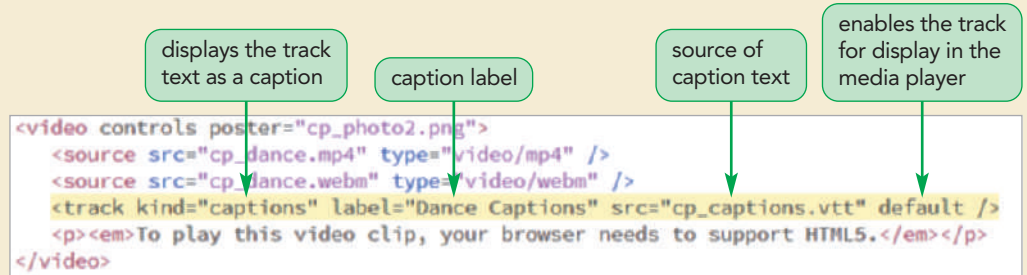 displays the track
text as a caption
caption label
source of
caption text
enables the track
for display in the
media player
<video controls poster="cp_photo2.png">
<source src="cp_dance.mp4" type="video/mp4" />
<source src="cp_dance.webm" type="video/webm" />
<track kind="captions" label="Dance Captions" src="cp_captions.vtt" default />
<p><em>To play this video clip, your browser needs to support HTML5.</em></p>
</video>